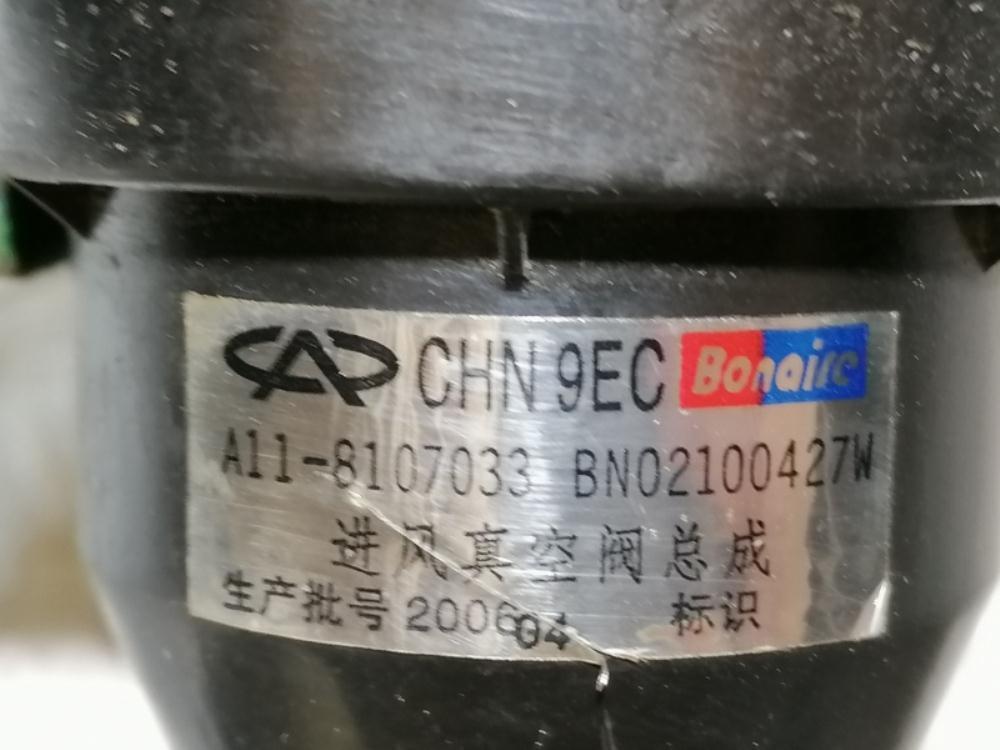 CHN 9EC Bonaire
A11-8107033 BN02100427W
进风真空阀总成
生产批号 200604 标识